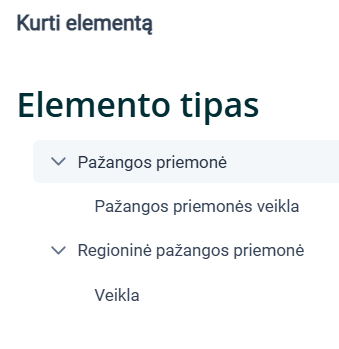 Kurti elementą
Elemento tipas
Pažangos priemonė
Pažangos priemonės veikla
Regioninė pažangos priemonė
Veikla